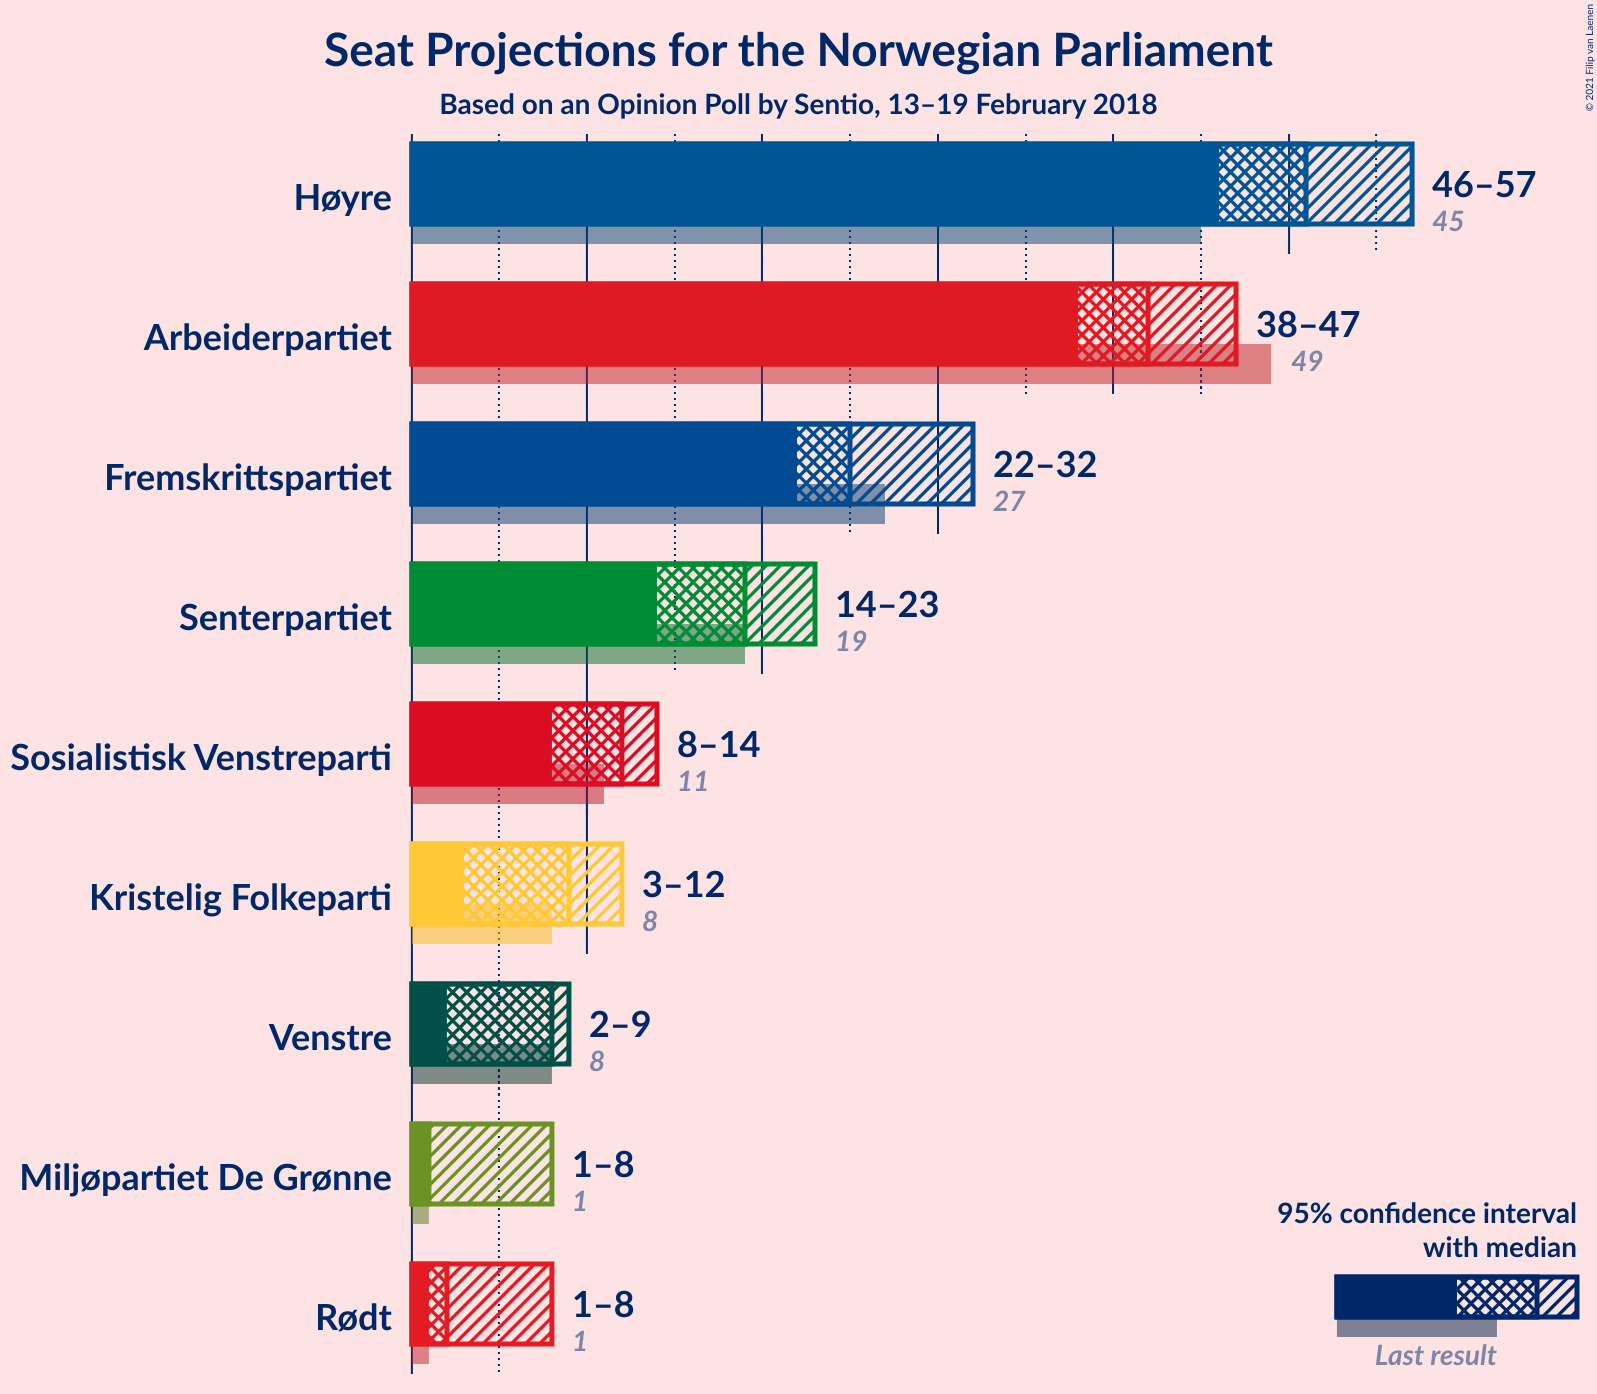 Seat Projections for the Norwegian Parliament
Based on an Opinion Poll by Sentio, 13–19 February 2018
© 2021 Filip van Laenen
Høyre
46–57
45
Arbeiderpartiet
38–47
49
Fremskrittspartiet
22–32
27
Senterpartiet
14–23
19
Sosialistisk Venstreparti
8–14
11
Kristelig Folkeparti
3–12
8
Venstre
2–9
8
Miljøpartiet De Grønne
1–8
1
Rødt
1–8
1
95% confidence interval
with median
Last result